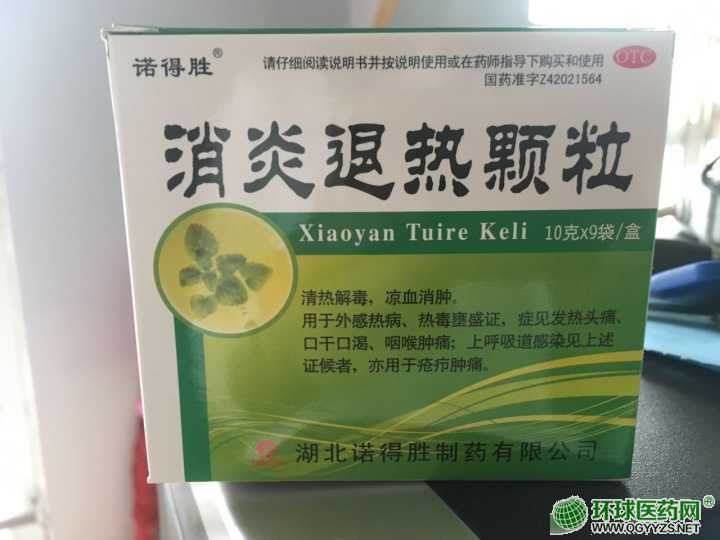 诺得胜®
请仔细阅读说明书并按说明使用或在药师指导下购买和使用
OTC
国药准字Z42021564
消炎退热颗粒
Xiaoyan Tuire Keli 10克x9袋/盒
清热解毒，凉血消肿。
用于外感热病、热毒壅盛证，症见发热头痛、
口干口渴、咽喉肿痛；上呼吸道感染见上述
证候者，亦用于疮疖肿痛。
湖北诺得胜制药有限公司
环球医药网®
WWW.QGYYZS.NET